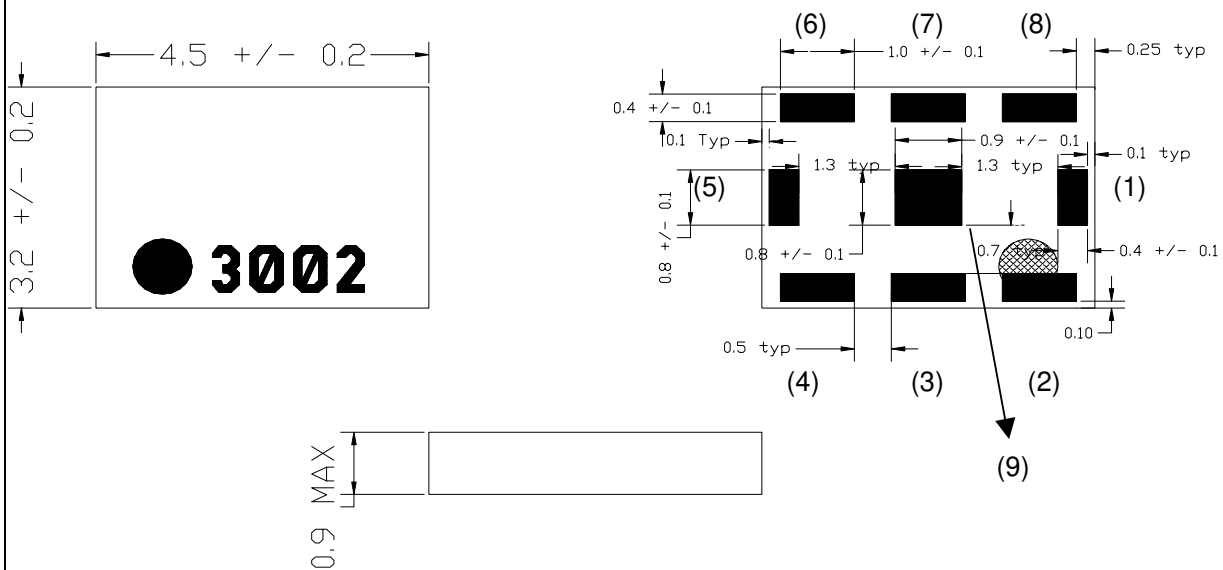 4.5 +/- 0.2
3.2 +/- 0.2
3002
0.9 MAX
(6)
(7)
(8)
1.0 +/- 0.1
0.25 typ
0.4 +/- 0.1
0.1 Typ
0.9 +/- 0.1
0.1 typ
1.3 typ
1.3 typ
(5)
(1)
0.8 +/- 0.1
0.8 +/- 0.1
0.7 typ
0.4 +/- 0.1
0.10
0.5 typ
(4)
(3)
(2)
(9)